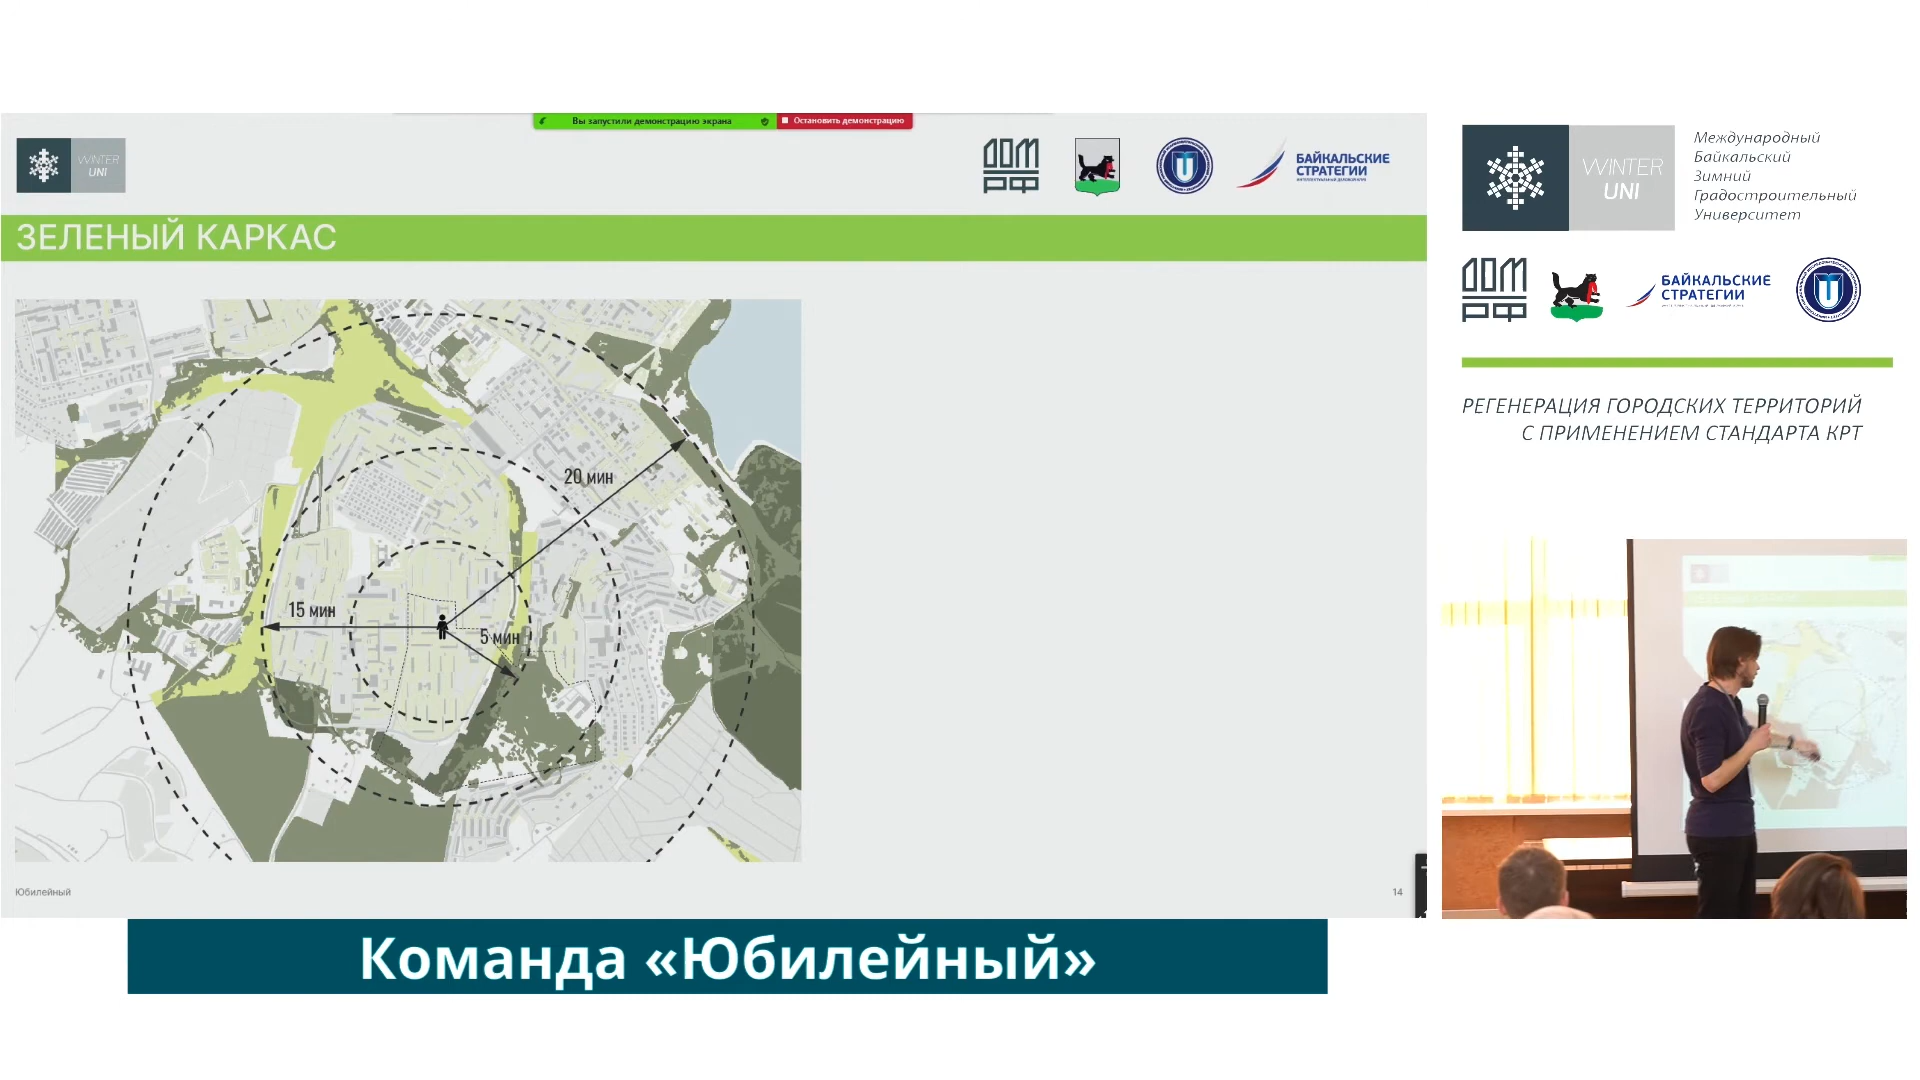 Вы запустили демонстрацию экрана
Остановить демонстрацию
WINTER
UNI
ДОМ
РФ
БАЙКАЛЬСКИЕ
СТРАТЕГИИ
ЗЕЛЕНЫЙ КАРКАС
20 мин
15 мин
5 мин
Юбилейный
14
Команда «Юбилейный»
WINTER
UNI
Международный
Байкальский
Зимний
Градостроительный
Университет
ДОМ
РФ
БАЙКАЛЬСКИЕ
СТРАТЕГИИ
РЕГЕНЕРАЦИЯ ГОРОДСКИХ ТЕРРИТОРИЙ
С ПРИМЕНЕНИЕМ СТАНДАРТА КРТ